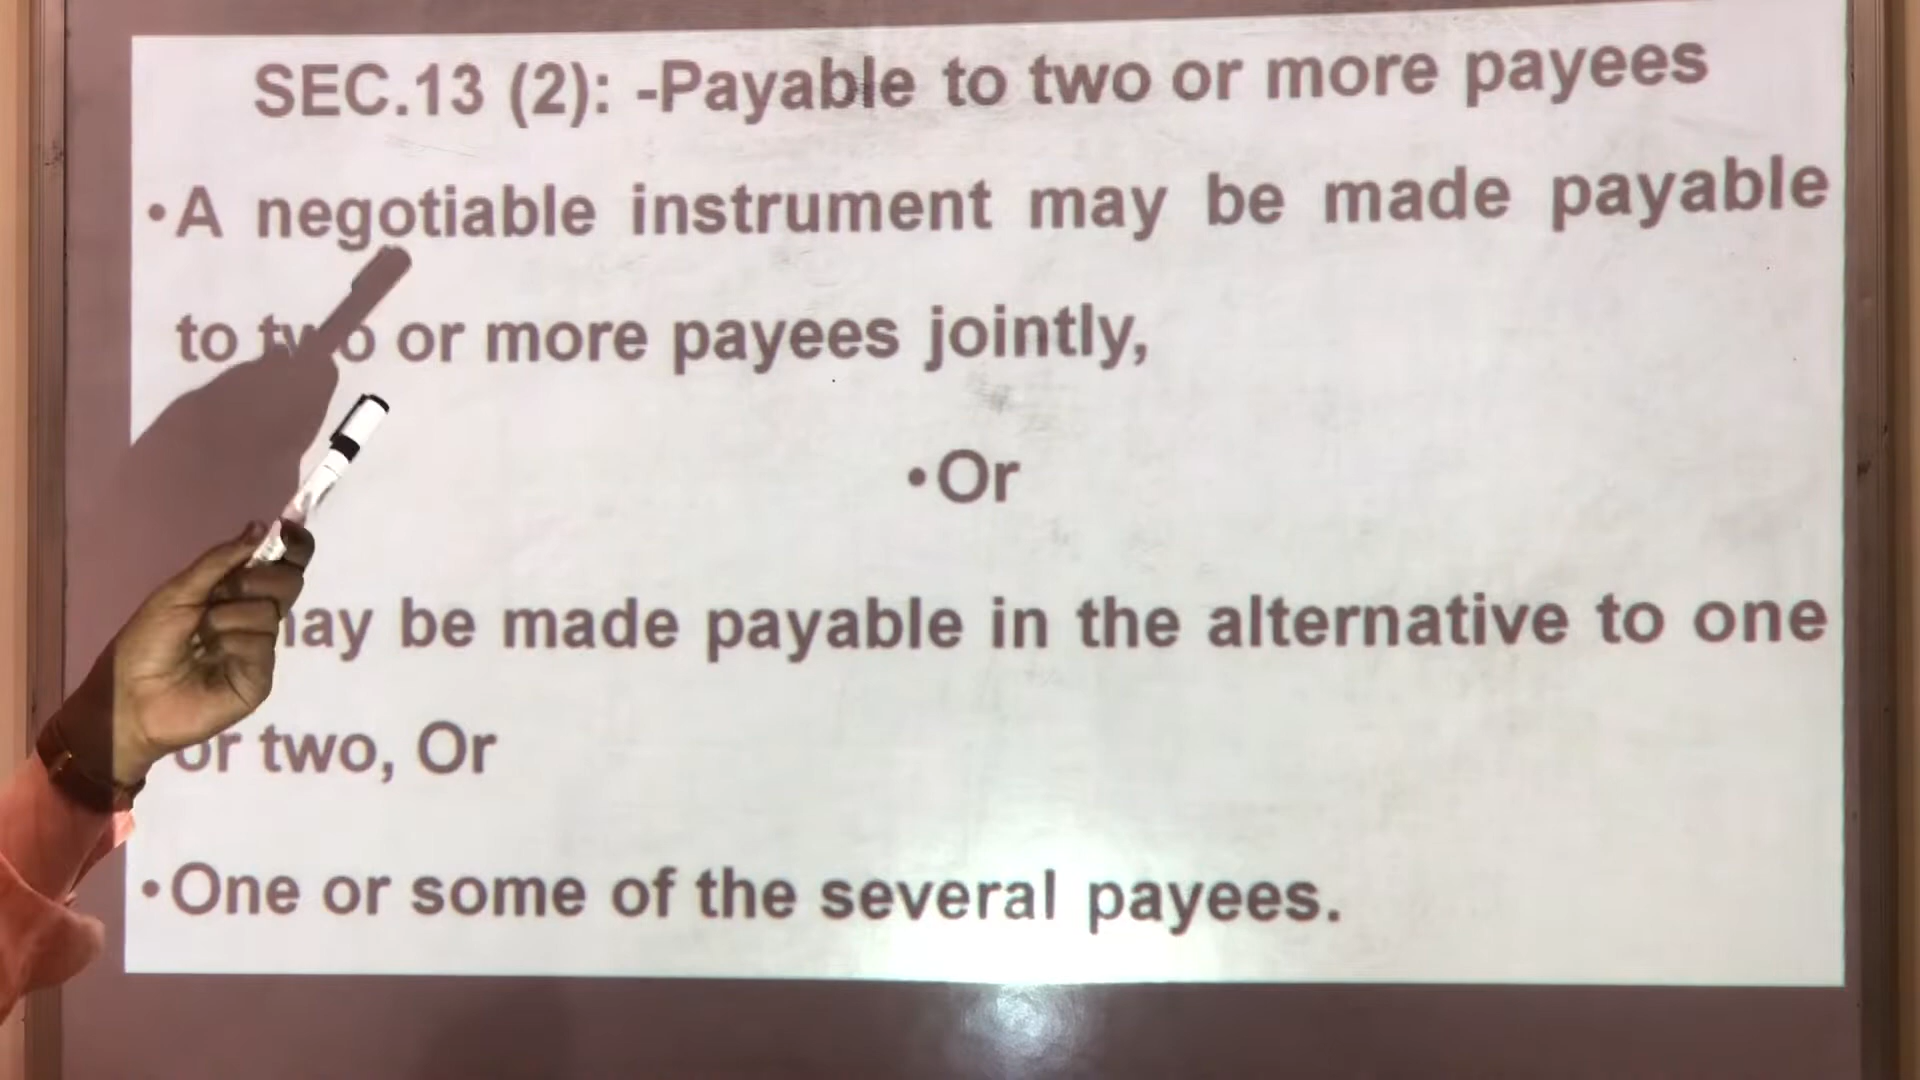 SEC.13 (2): -Payable to two or more payees
•A negotiable instrument may be made payable
to two or more payees jointly,
•Or
may be made payable in the alternative to one
or two, Or
•One or some of the several payees.